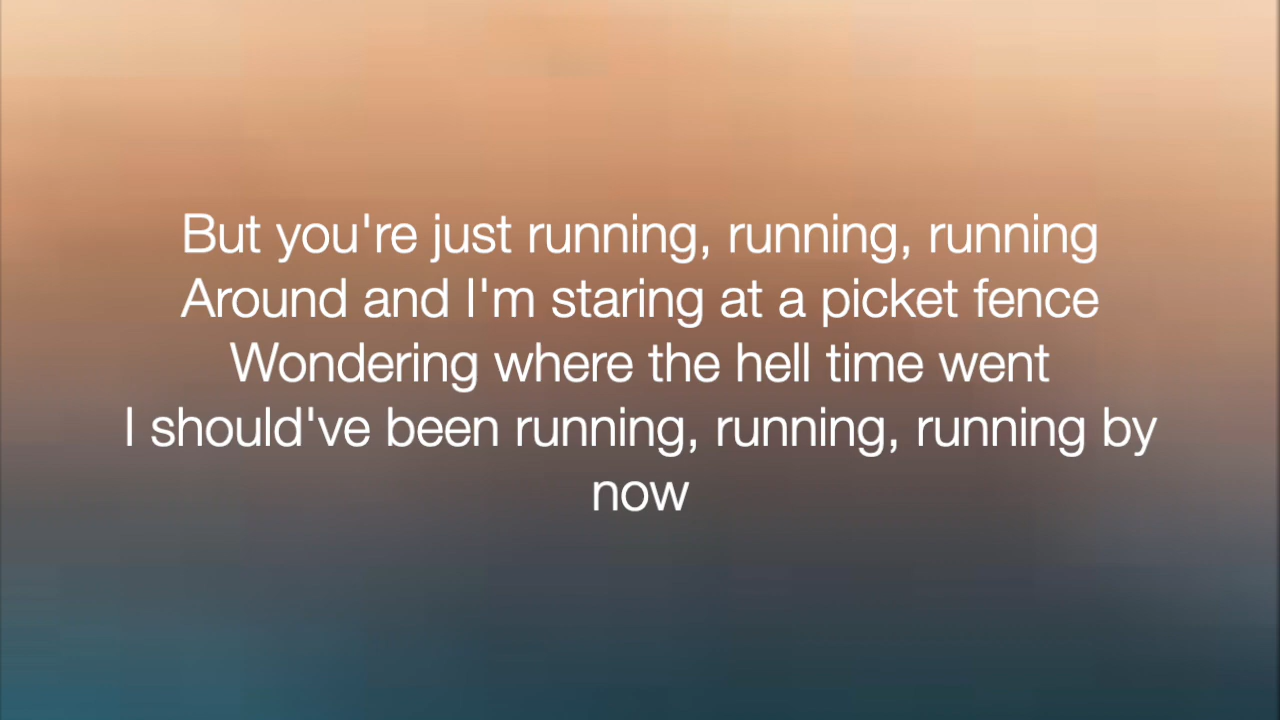 But you're just running, running, running
Around and I'm staring at a picket fence
Wondering where the hell time went
I should've been running, running, running by
now